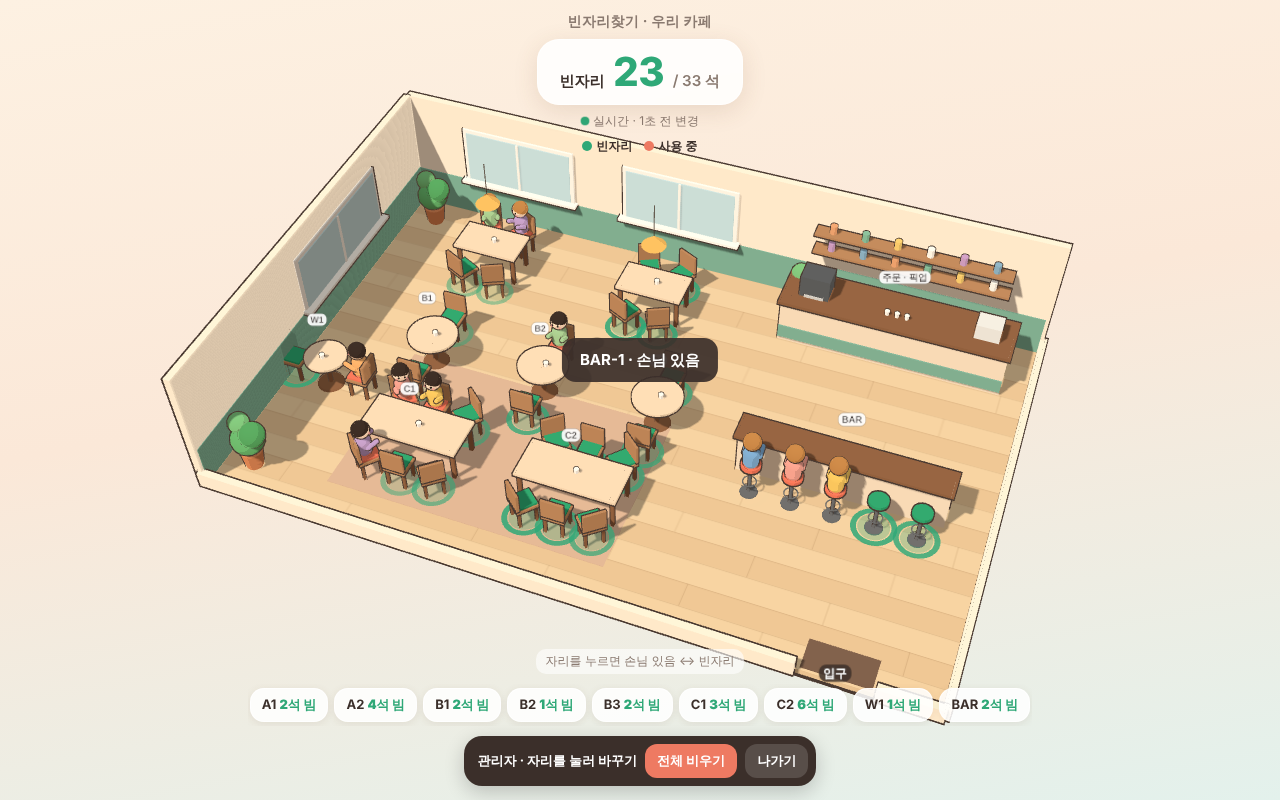 빈자리찾기 · 우리 카페
빈자리 23 / 33 석
실시간 · 1초 전 변경
빈자리 사용 중
주문 · 픽업
B1
W1
B2
BAR-1 · 손님 있음
C1
BAR
C2
자리를 누르면 손님 있음 ↔ 빈자리
입구
A1 2석 빔
A2 4석 빔
B1 2석 빔
B2 1석 빔
B3 2석 빔
C1 3석 빔
C2 6석 빔
W1 1석 빔
BAR 2석 빔
관리자 · 자리를 눌러 바꾸기
전체 비우기
나가기